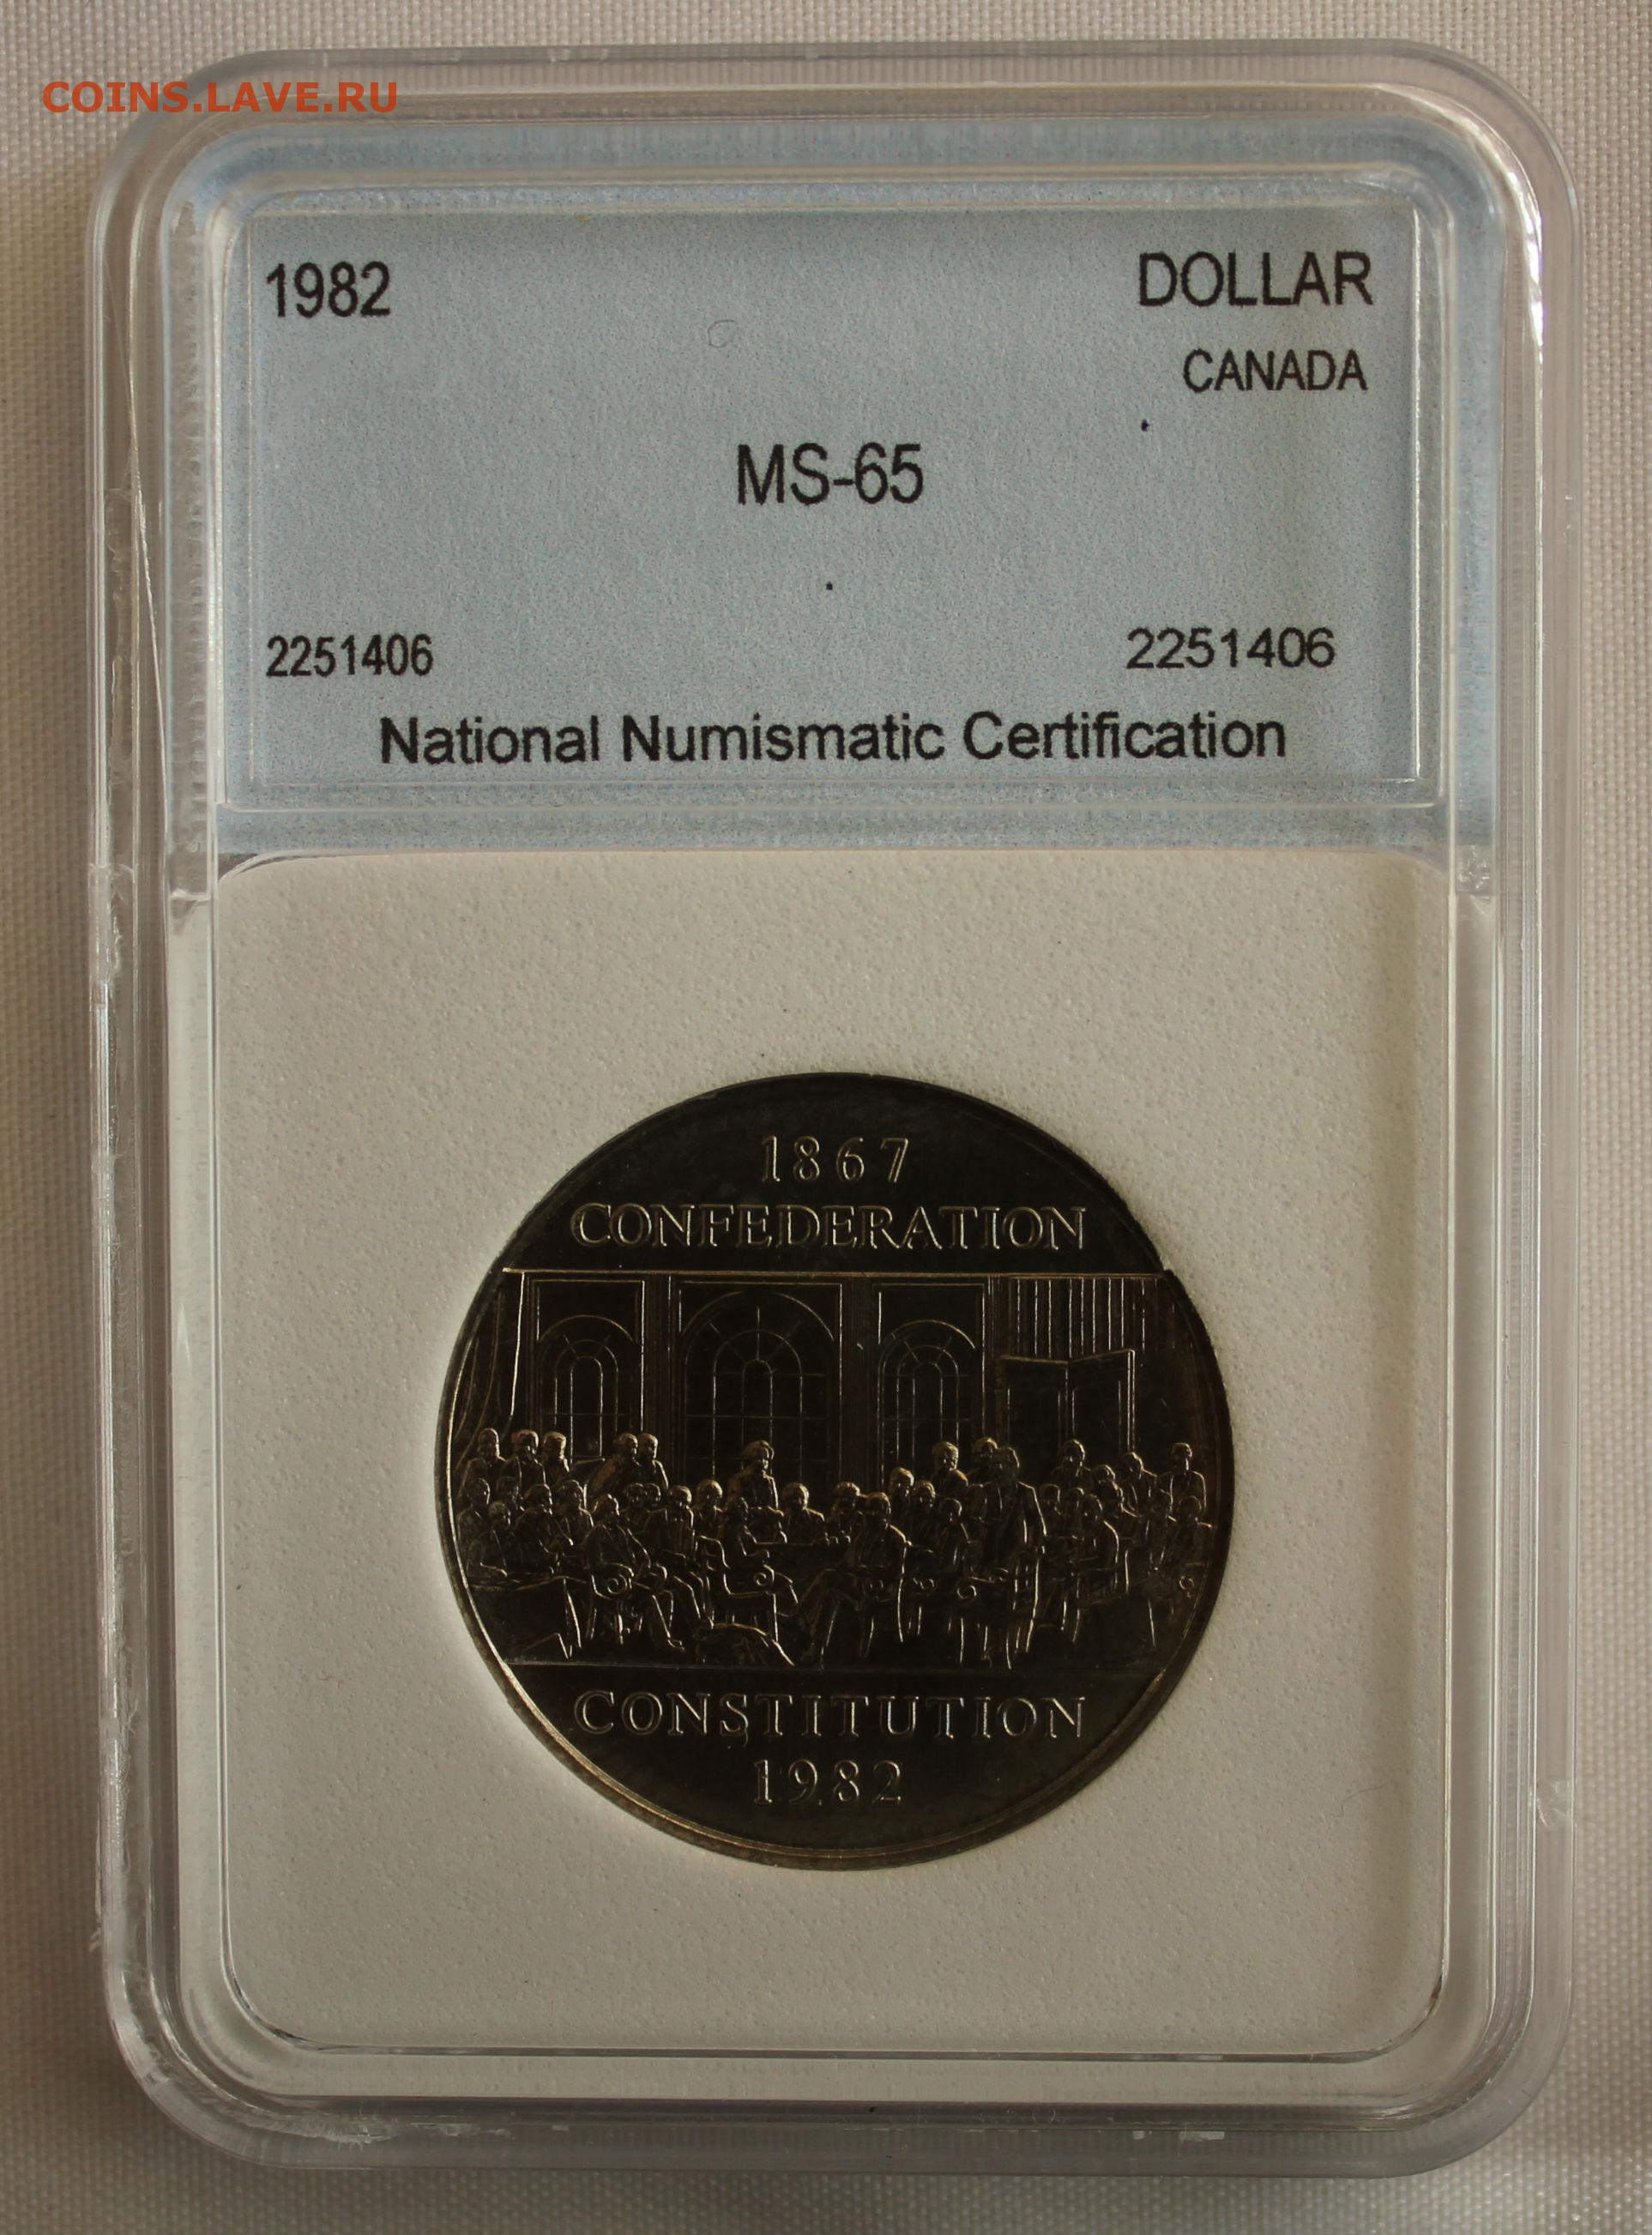 COINS.LAVE.RU
1982 DOLLAR
CANADA
MS-65
2251406 2251406
National Numismatic Certification
1867
CONFEDERATION
CONSTITUTION
1982